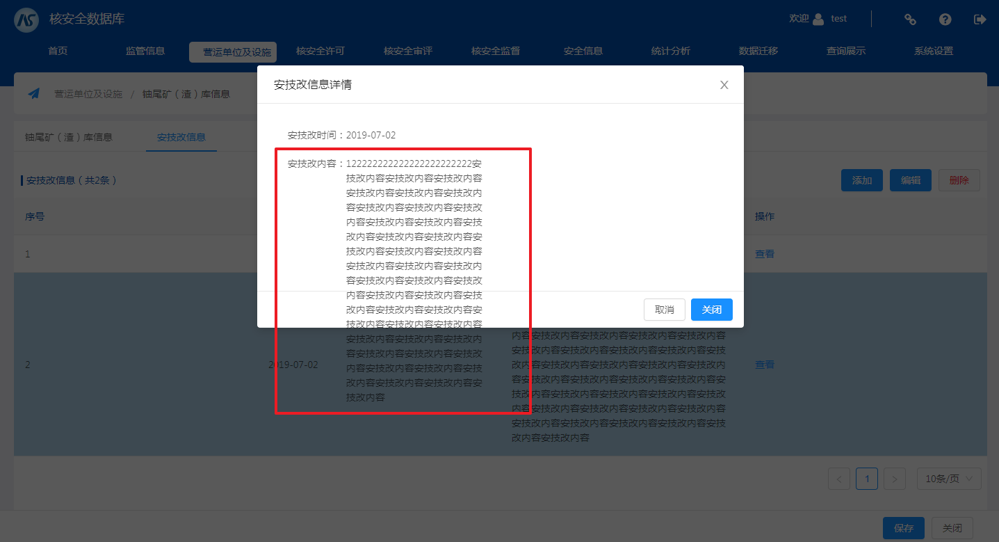 核安全数据库
欢迎 test
首页 监管信息 营运单位及设施 核安全许可 核安全审评 核安全监督 安全信息 统计分析 数据迁移 查询展示 系统设置
安技改信息详情
营运单位及设施 / 铀尾矿（渣）库信息
安技改时间：2019-07-02
铀尾矿（渣）库信息 安技改信息
安技改内容：1222222222222222222222222安
技改内容安技改内容安技改内容
安技改内容安技改内容安技改内
容安技改内容安技改内容安技改
内容安技改内容安技改内容安技
改内容安技改内容安技改内容安
技改内容安技改内容安技改内容
安技改内容安技改内容安技改内
容安技改内容安技改内容安技改
内容安技改内容安技改内容安技
改内容安技改内容安技改内容安
技改内容安技改内容安技改内容
安技改内容安技改内容安技改内
容安技改内容安技改内容安技改
内容安技改内容安技改内容安技
改内容安技改内容安技改内容安
技改内容
取消 关闭
安技改信息（共2条）
添加 编辑 删除
序号 操作
1 查看
2 2019-07-02 查看
内容安技改内容安技改内容安技改内容安技改
安技改内容安技改内容安技改内容安技改内容
改内容安技改内容安技改内容安技改内容安技
容安技改内容安技改内容安技改内容安技改内
技改内容安技改内容安技改内容安技改内容安
内容安技改内容安技改内容安技改内容安技改
安技改内容安技改内容安技改内容安技改内容安技
改内容安技改内容
< 1 > 10条/页
保存 关闭